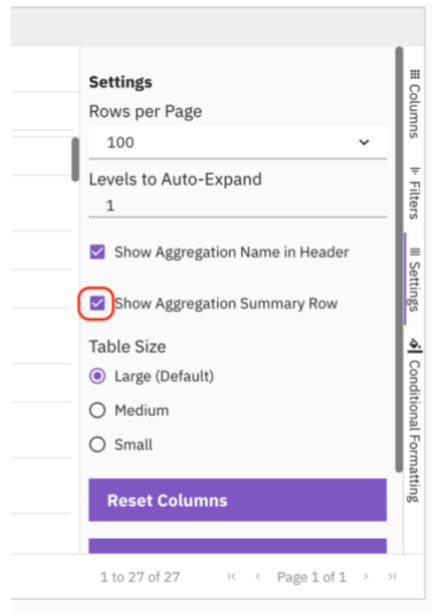 Settings
Rows per Page
100
Levels to Auto-Expand
1
Show Aggregation Name in Header
Show Aggregation Summary Row
Table Size
Large (Default)
Medium
Small
Reset Columns
1 to 27 of 27
Page 1 of 1
Columns
Filters
Settings
Conditional Formatting